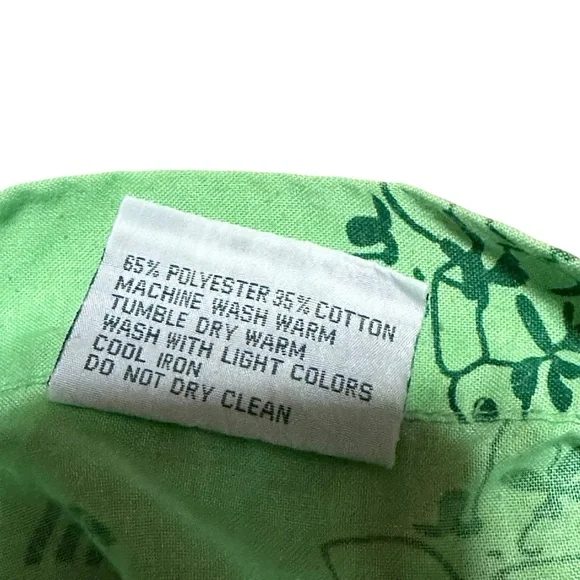 65% POLYESTER 35% COTTON
MACHINE WASH WARM
TUMBLE DRY WARM
WASH WITH LIGHT COLORS
COOL IRON
DO NOT DRY CLEAN